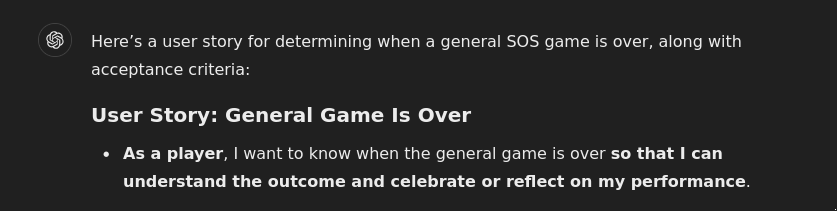 Here’s a user story for determining when a general SOS game is over, along with
acceptance criteria:
User Story: General Game Is Over
• As a player, I want to know when the general game is over so that I can
understand the outcome and celebrate or reflect on my performance.